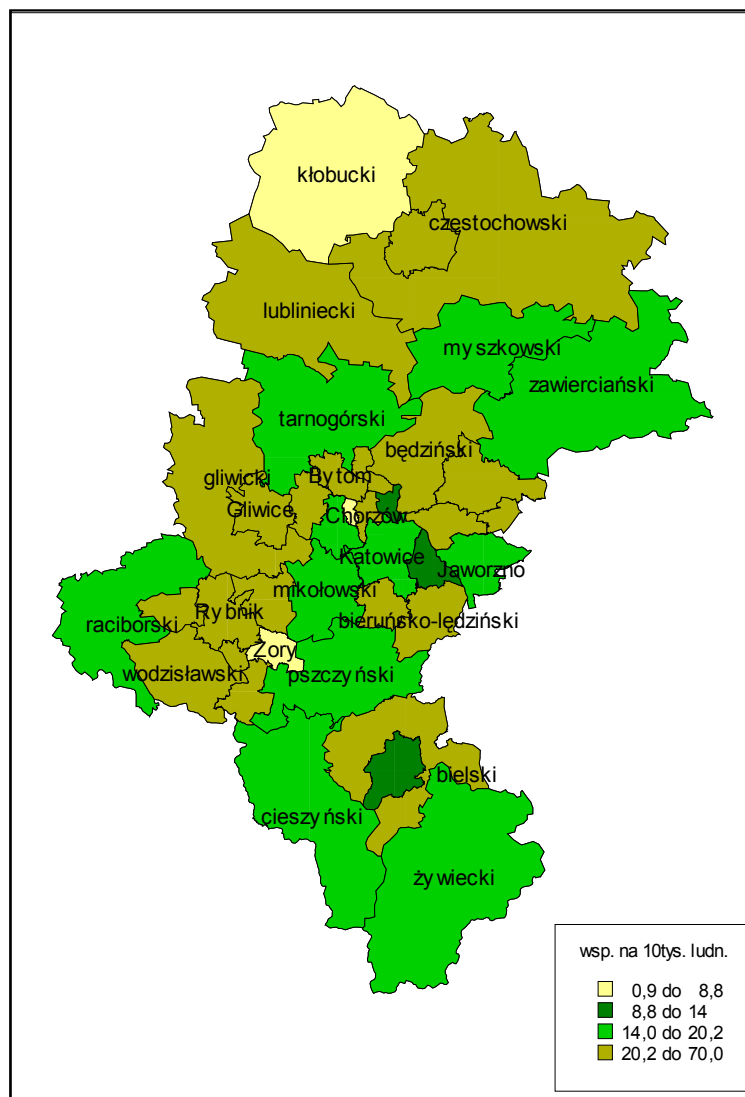 kłobucki
częstochowski
lubliniecki
myszkowski
zawierciański
tarnogórski
będziński
gliwicki
Bytom
Gliwice
Chorzów
Katowice
Jaworzno
mikołowski
Rybnik
raciborski
bieruńsko-lędziński
Żory
wodzisławski
pszczyński
bielski
cieszyński
żywiecki
wsp. na 10tys. ludn.
0,9 do 8,8
8,8 do 14
14,0 do 20,2
20,2 do 70,0